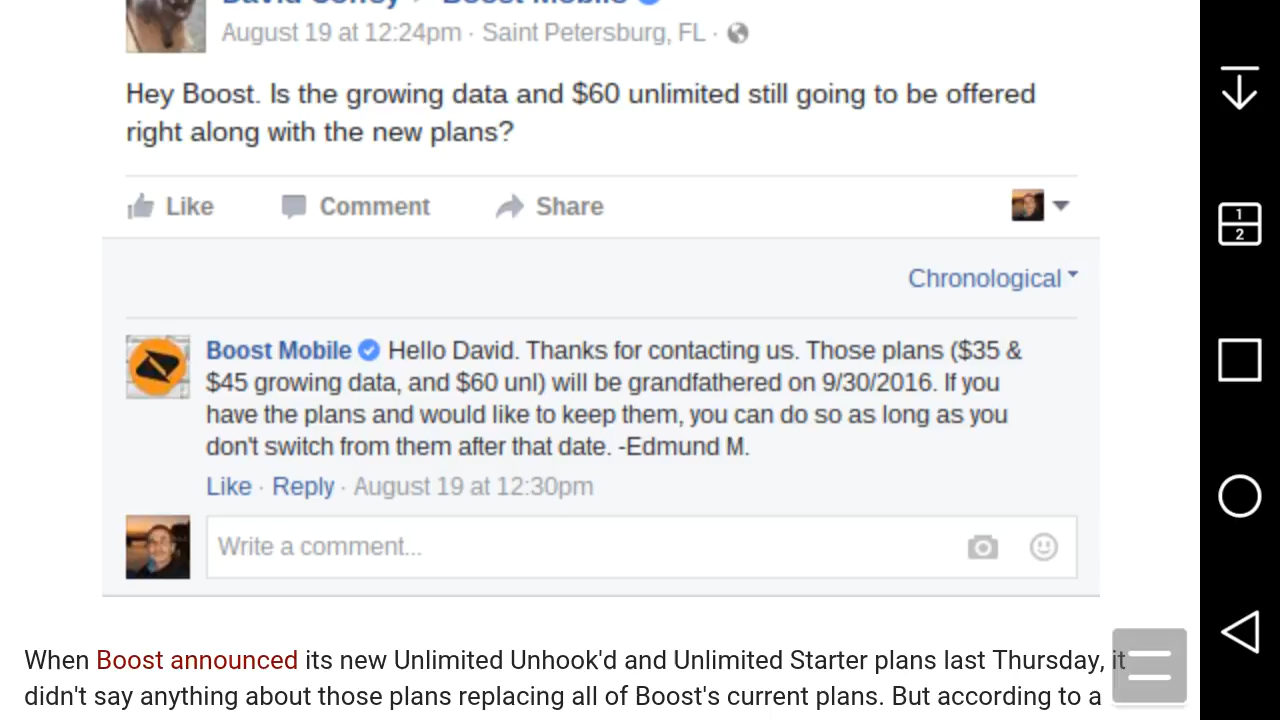 David Coffey Boost Mobile
August 19 at 12:24pm · Saint Petersburg, FL ·
Hey Boost. Is the growing data and $60 unlimited still going to be offered
right along with the new plans?
Like Comment Share
Chronological
Boost Mobile Hello David. Thanks for contacting us. Those plans ($35 &
$45 growing data, and $60 unl) will be grandfathered on 9/30/2016. If you
have the plans and would like to keep them, you can do so as long as you
don't switch from them after that date. -Edmund M.
Like · Reply · August 19 at 12:30pm
Write a comment...
When Boost announced its new Unlimited Unhook'd and Unlimited Starter plans last Thursday, it
didn't say anything about those plans replacing all of Boost's current plans. But according to a
1
2